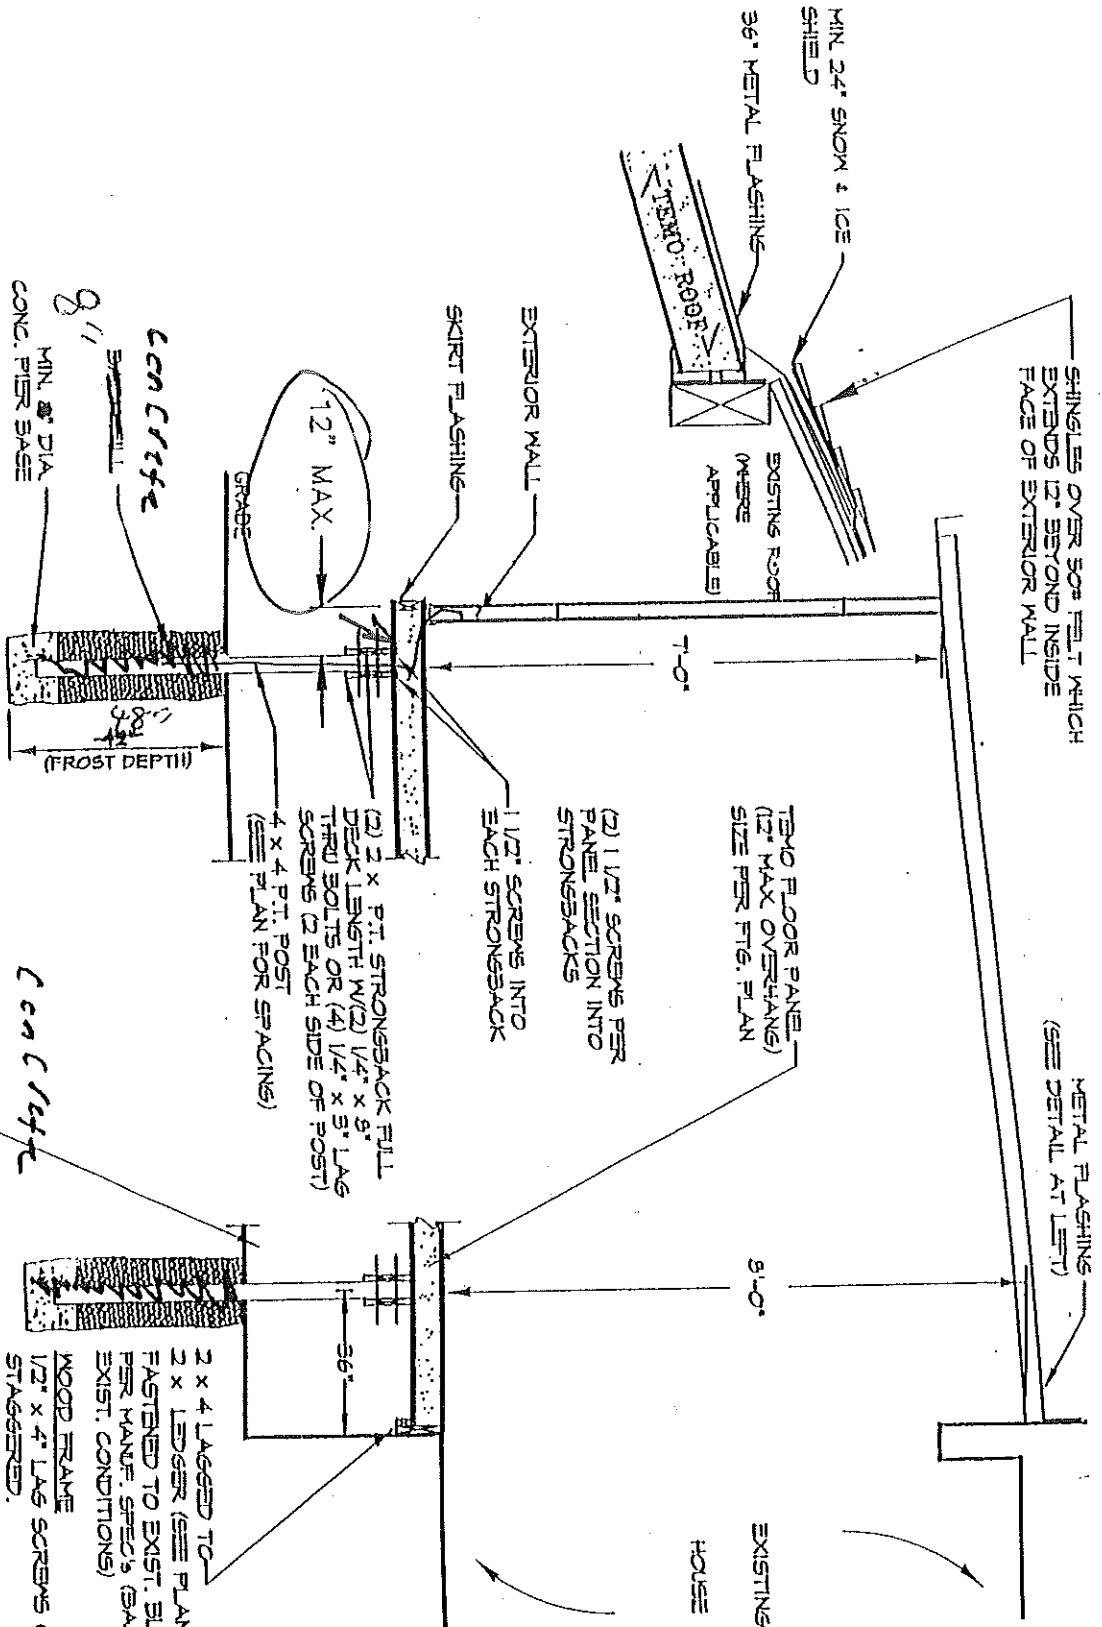 SHINGLES OVER 30# FELT WHICH
EXTENDS 12" BEYOND INSIDE
FACE OF EXTERIOR WALL
MIN. 24" SNOW & ICE
SHIELD
36" METAL FLASHING
<TEMO ROOF>
EXISTING ROOF
(WHERE
APPLICABLE)
METAL FLASHING
(SEE DETAIL AT LEFT)
EXTERIOR WALL
SKIRT FLASHING
7'-0"
8'-0"
EXISTING
HOUSE
TEMO FLOOR PANEL
(12" MAX. OVERHANG)
SIZE PER FTG. PLAN
(2) 1 1/2" SCREWS PER
PANEL SECTION INTO
STRONGBACKS
1 1/2" SCREWS INTO
EACH STRONGBACK
12" MAX.
GRADE
(2) 2 x P.T. STRONGBACK FULL
DECK LENGTH W/(2) 1/4" x 8"
THRU BOLTS OR (4) 1/4" x 3" LAG
SCREWS (2 EACH SIDE OF POST)
4 x 4 P.T. POST
(SEE PLAN FOR SPACING)
36"
Concrete
BACKFILL
8"
MIN. 8" DIA.
CONC. PIER BASE
42"
(FROST DEPTH)
Concrete
2 x 4 LAGGED TO
2 x LEDGER (SEE PLAN
FASTENED TO EXIST. BL
PER MANUF. SPEC'S (BA
EXIST. CONDITIONS)
WOOD FRAME
1/2" x 4" LAG SCREWS
STAGGERED.